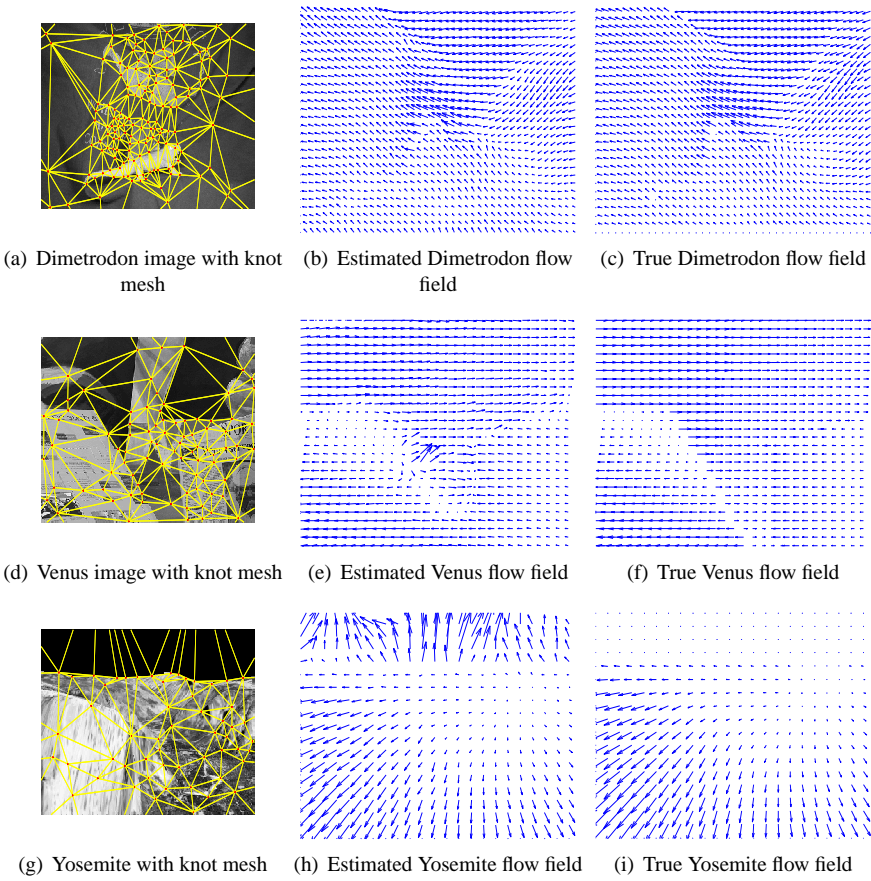 (a) Dimetrodon image with knot
mesh
(b) Estimated Dimetrodon flow
field
(c) True Dimetrodon flow field
(d) Venus image with knot mesh
(e) Estimated Venus flow field
(f) True Venus flow field
(g) Yosemite with knot mesh
(h) Estimated Yosemite flow field
(i) True Yosemite flow field